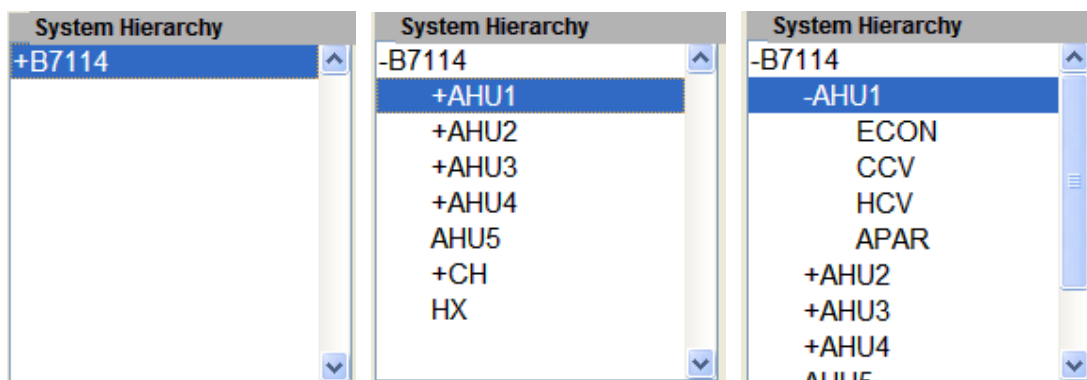 System Hierarchy
+B7114
System Hierarchy
-B7114
+AHU1
+AHU2
+AHU3
+AHU4
AHU5
+CH
HX
System Hierarchy
-B7114
-AHU1
ECON
CCV
HCV
APAR
+AHU2
+AHU3
+AHU4
AHU5